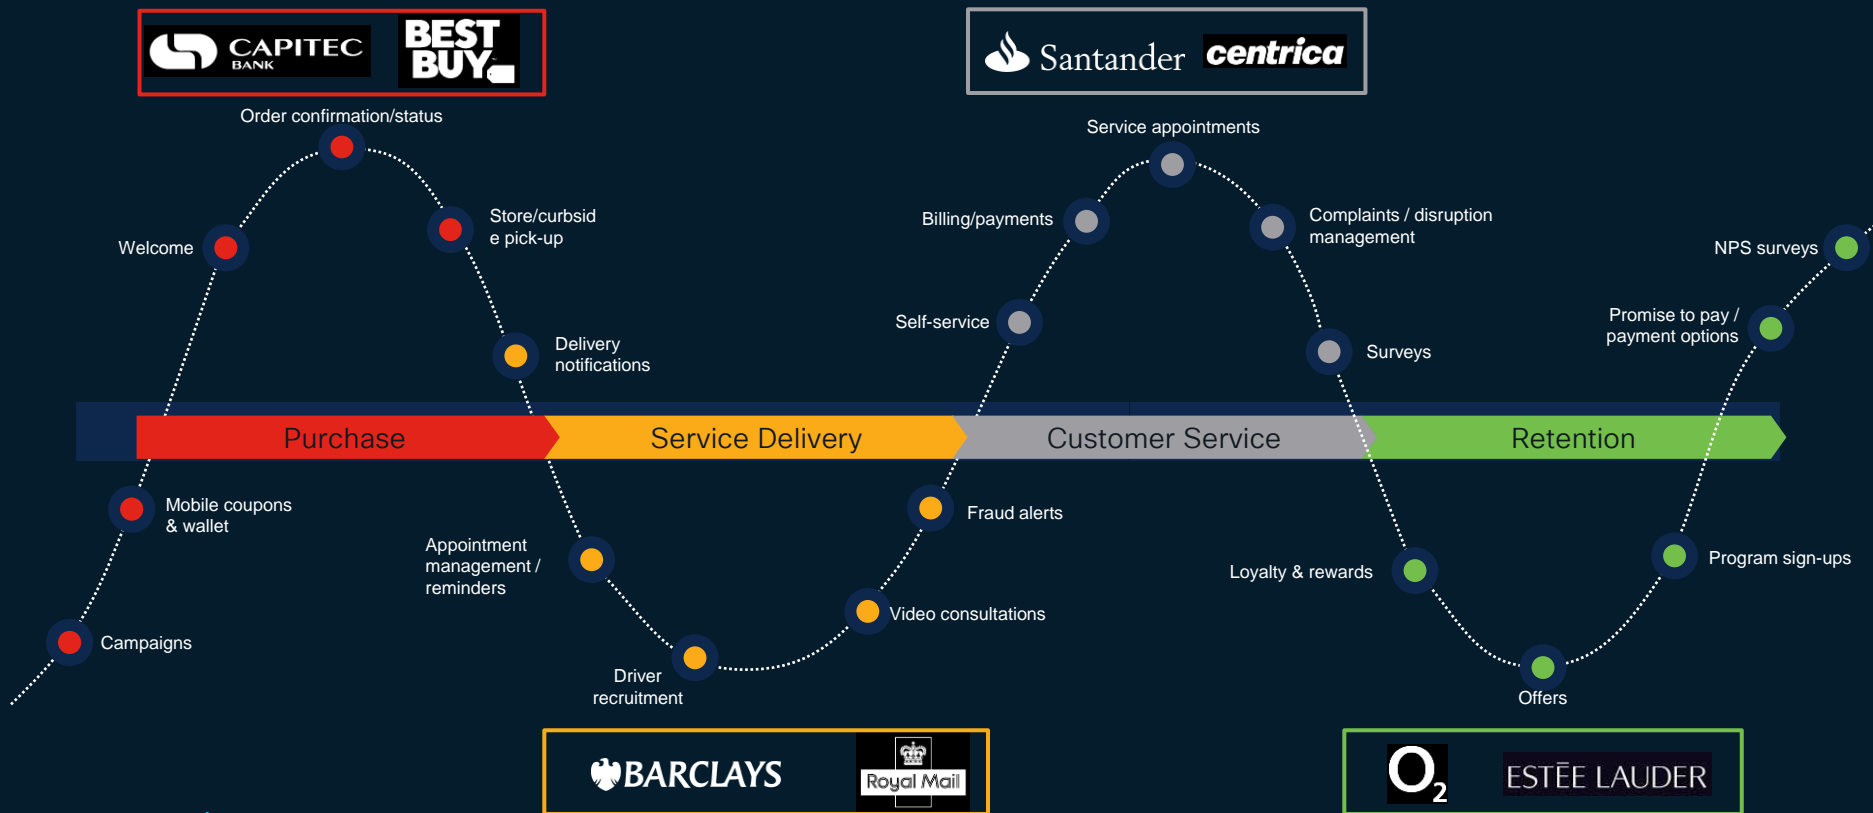 CAPITEC
BANK
BEST
BUY
Santander
centrica
Order confirmation/status
Service appointments
Welcome
Store/curbsid
e pick-up
Billing/payments
Complaints / disruption
management
NPS surveys
Delivery
notifications
Self-service
Surveys
Promise to pay /
payment options
Purchase
Service Delivery
Customer Service
Retention
Mobile coupons
& wallet
Appointment
management /
reminders
Fraud alerts
Loyalty & rewards
Program sign-ups
Campaigns
Driver
recruitment
Video consultations
Offers
BARCLAYS
Royal Mail
O2
ESTĒE LAUDER